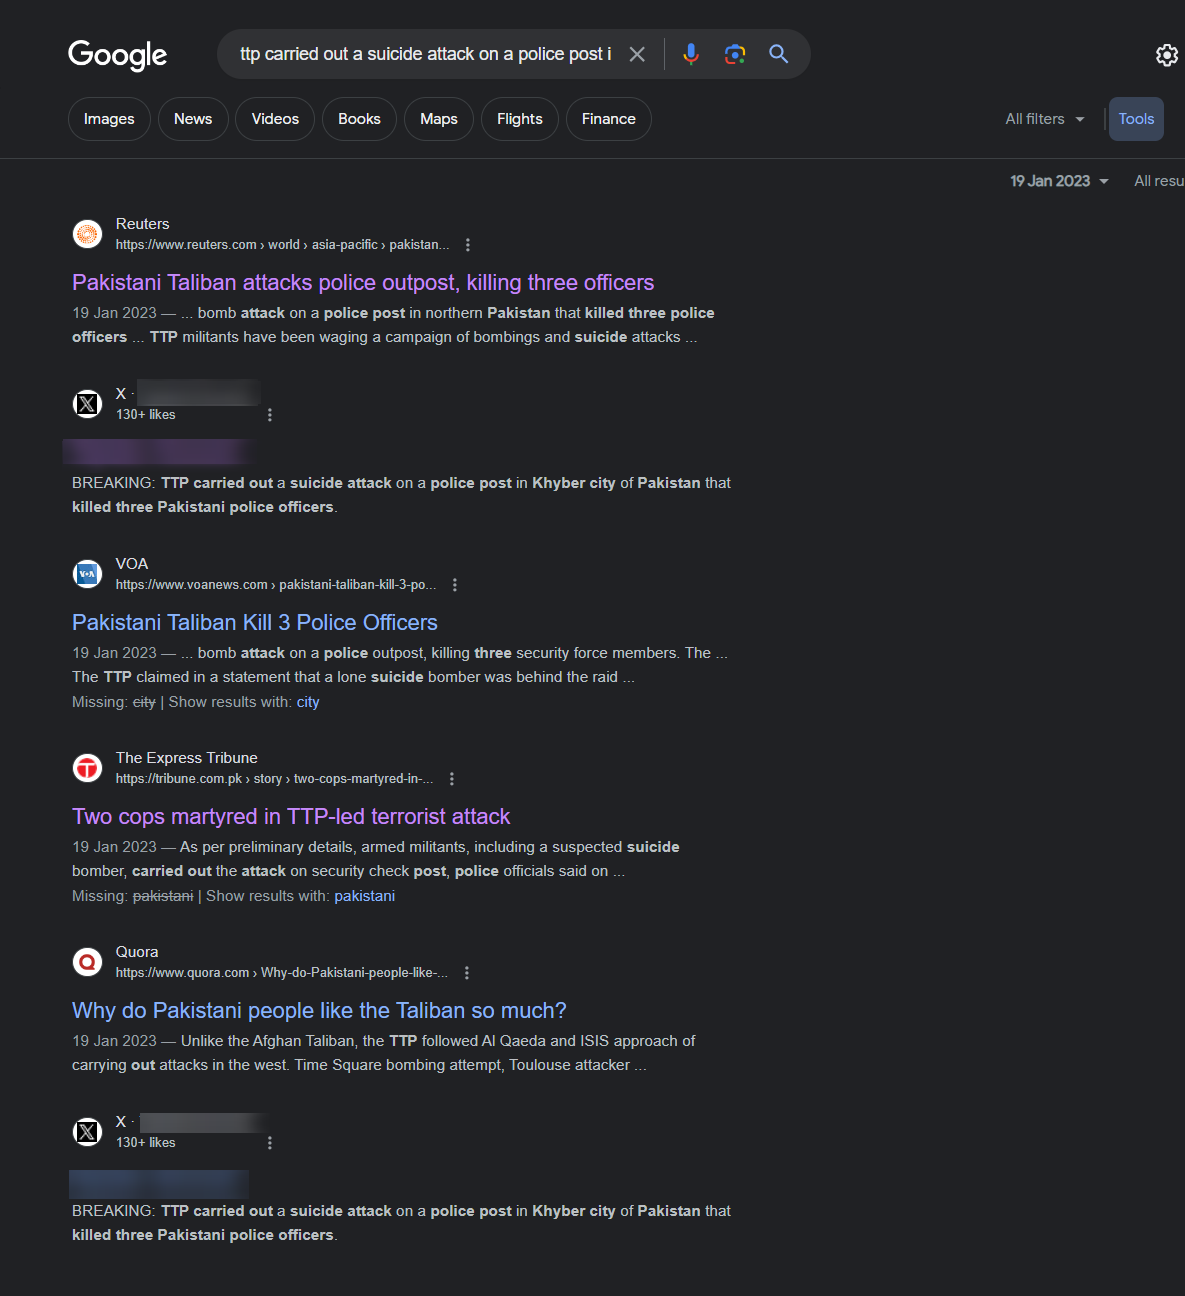 Google
ttp carried out a suicide attack on a police post i
Images
News
Videos
Books
Maps
Flights
Finance
All filters
Tools
19 Jan 2023
All resu
Reuters
https://www.reuters.com › world › asia-pacific › pakistan...
Pakistani Taliban attacks police outpost, killing three officers
19 Jan 2023 — ... bomb attack on a police post in northern Pakistan that killed three police
officers ... TTP militants have been waging a campaign of bombings and suicide attacks ...
X ·
130+ likes
BREAKING: TTP carried out a suicide attack on a police post in Khyber city of Pakistan that
killed three Pakistani police officers.
VOA
https://www.voanews.com › pakistani-taliban-kill-3-po...
Pakistani Taliban Kill 3 Police Officers
19 Jan 2023 — ... bomb attack on a police outpost, killing three security force members. The ...
The TTP claimed in a statement that a lone suicide bomber was behind the raid ...
Missing: city | Show results with: city
The Express Tribune
https://tribune.com.pk › story › two-cops-martyred-in-...
Two cops martyred in TTP-led terrorist attack
19 Jan 2023 — As per preliminary details, armed militants, including a suspected suicide
bomber, carried out the attack on security check post, police officials said on ...
Missing: pakistani | Show results with: pakistani
Quora
https://www.quora.com › Why-do-Pakistani-people-like-...
Why do Pakistani people like the Taliban so much?
19 Jan 2023 — Unlike the Afghan Taliban, the TTP followed Al Qaeda and ISIS approach of
carrying out attacks in the west. Time Square bombing attempt, Toulouse attacker ...
X ·
130+ likes
BREAKING: TTP carried out a suicide attack on a police post in Khyber city of Pakistan that
killed three Pakistani police officers.